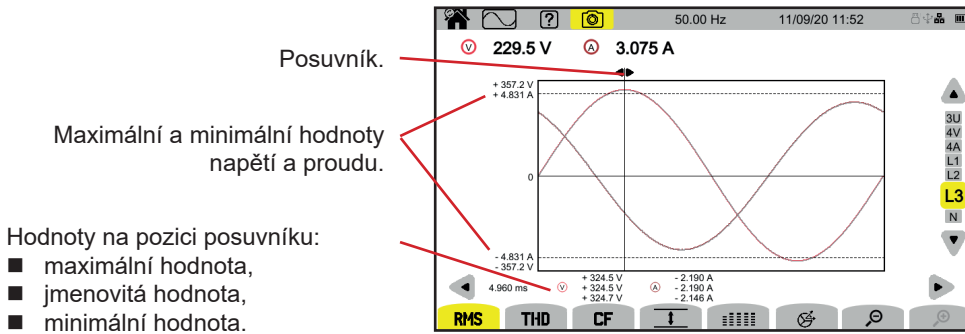 ? 50.00 Hz 11/09/20 11:52
V 229.5 V A 3.075 A
Posuvník.
+ 357.2 V
+ 4.831 A
Maximální a minimální hodnoty
napětí a proudu.
0
3U
4V
4A
L1
L2
L3
N
Hodnoty na pozici posuvníku:
■ maximální hodnota,
■ jmenovitá hodnota,
■ minimální hodnota.
- 4.831 A
- 357.2 V
+ 324.5 V - 2.190 A
4.960 ms V + 324.5 V A - 2.190 A
+ 324.7 V - 2.146 A
RMS THD CF